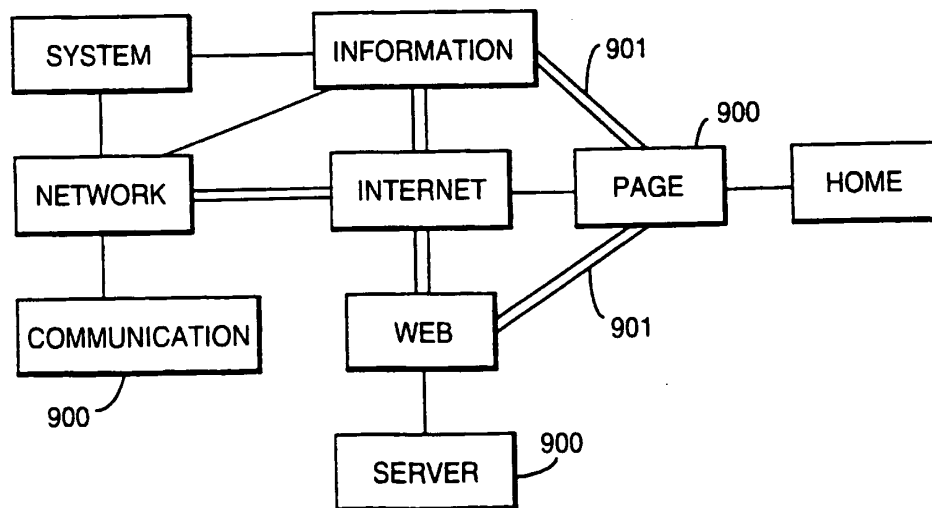 SYSTEM
INFORMATION
901
900
NETWORK
INTERNET
PAGE
HOME
COMMUNICATION
WEB
901
900
SERVER
900